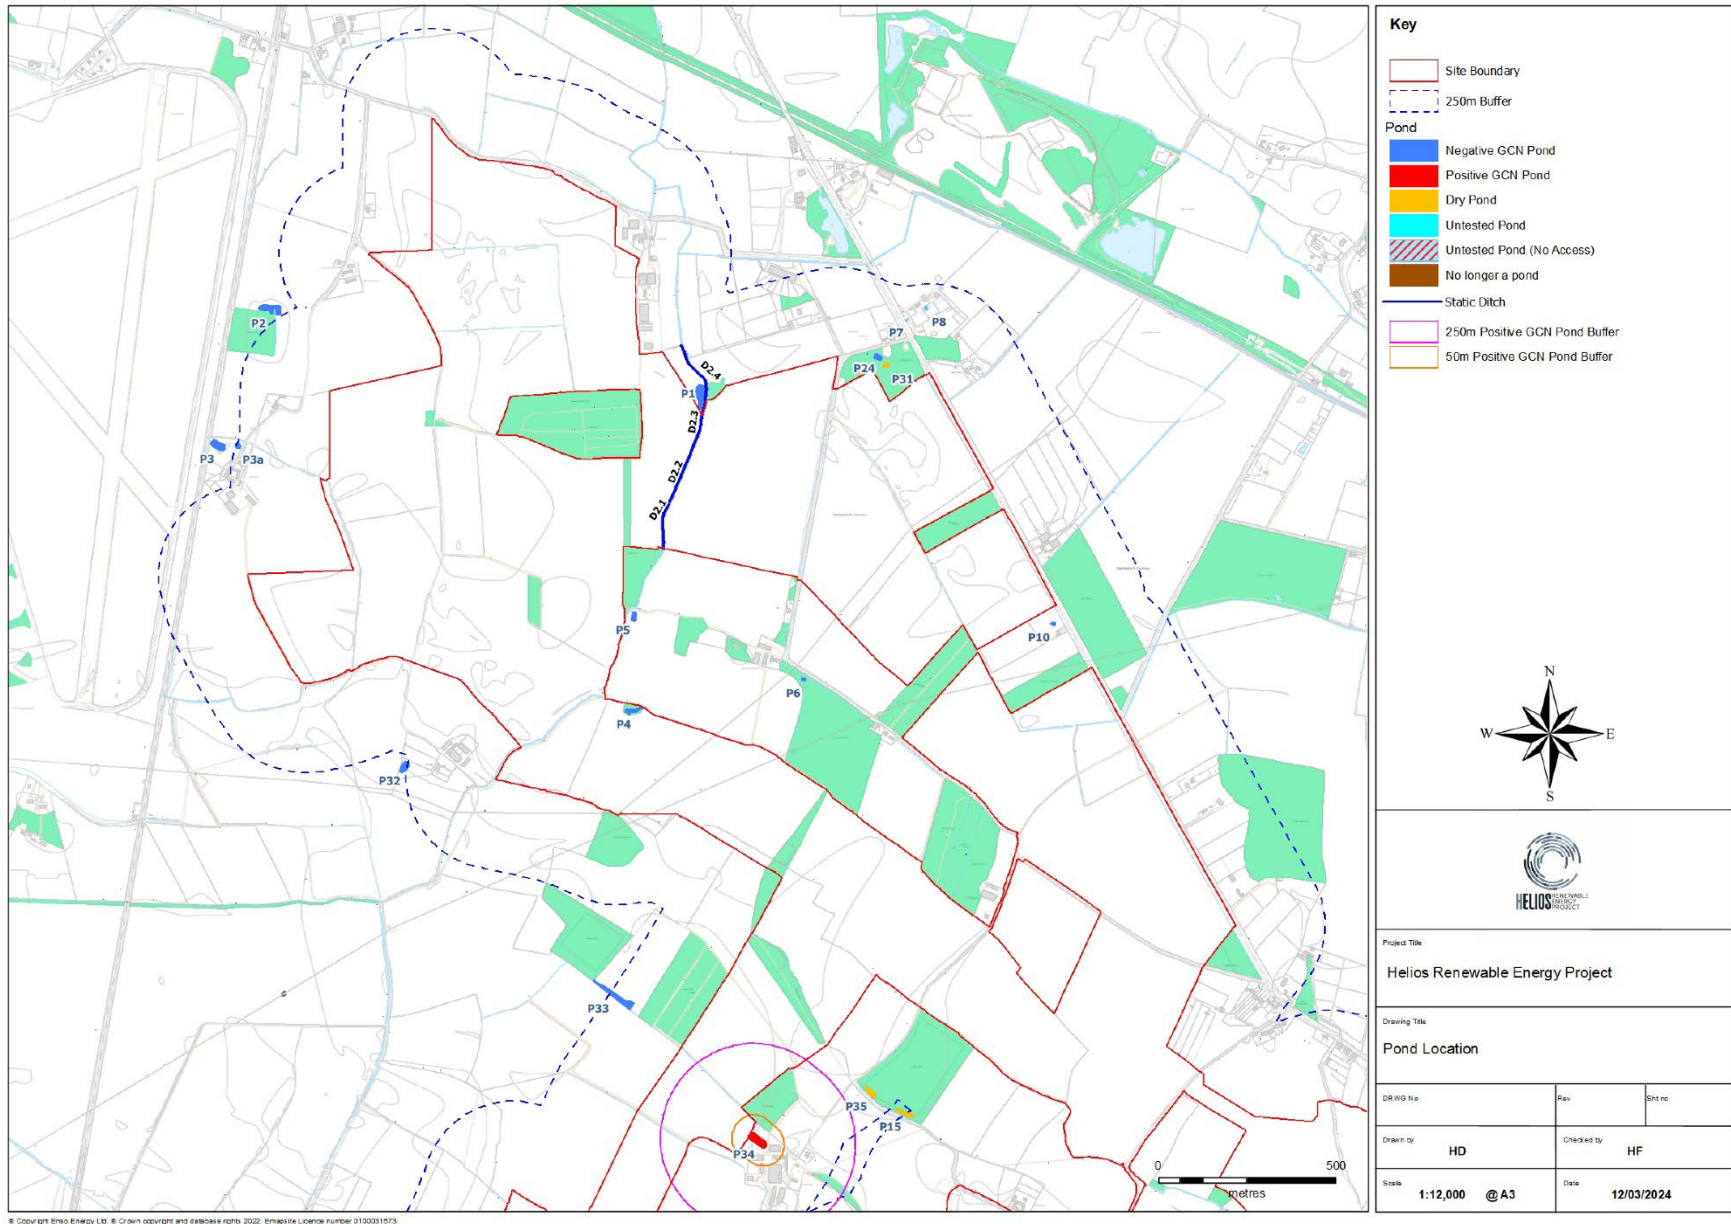 P2
P3
P3a
P1
D2.4
D2.3
D2.2
D2.1
P7
P8
P24
P31
P5
P4
P6
P10
P32
P33
P34
P35
P15
0
500
metres
Key
Site Boundary
250m Buffer
Pond
Negative GCN Pond
Positive GCN Pond
Dry Pond
Untested Pond
Untested Pond (No Access)
No longer a pond
Static Ditch
250m Positive GCN Pond Buffer
50m Positive GCN Pond Buffer
N
W
E
S
HELIOS RENEWABLE
ENERGY
PROJECT
Project Title
Helios Renewable Energy Project
Drawing Title
Pond Location
DRWG No
Rev
Sht no
Drawn by
HD
Checked by
HF
Scale
1:12,000 @ A3
Date
12/03/2024
© Copyright Enso Energy Ltd. © Crown copyright and database rights 2022. Emapsite Licence number 0100031673